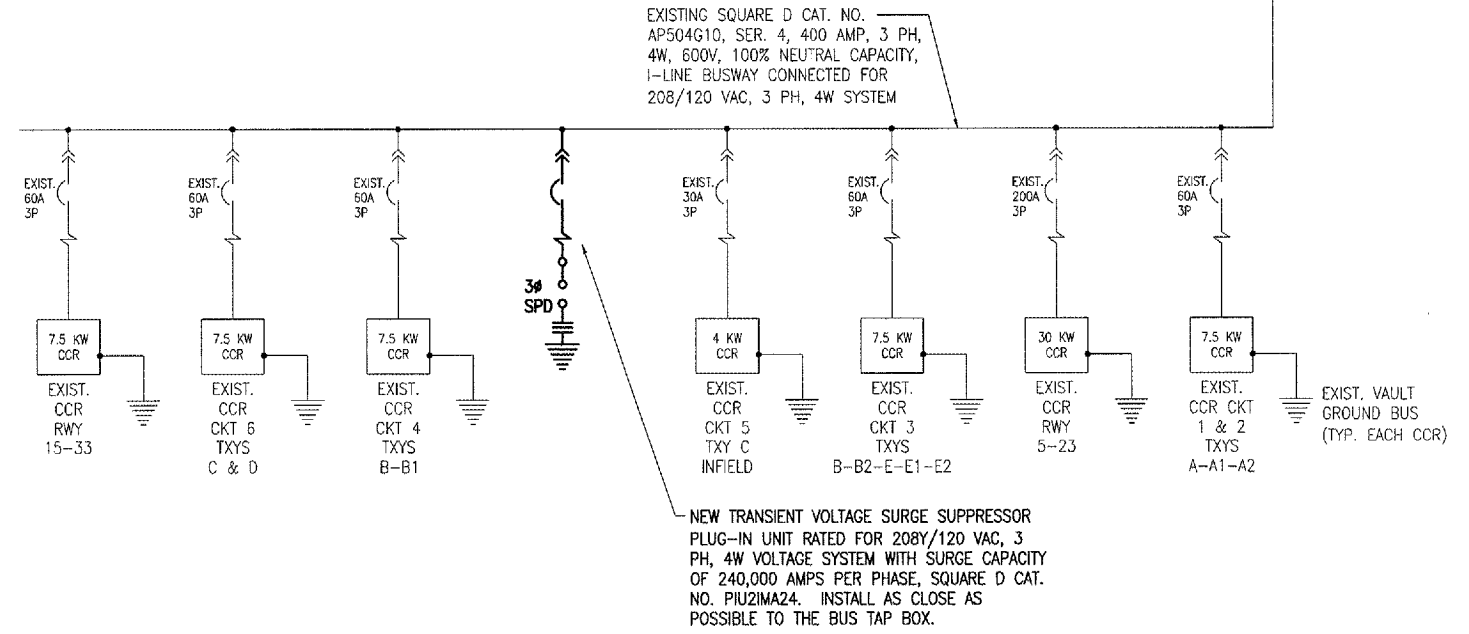 EXISTING SQUARE D CAT. NO.
AP504G10, SER. 4, 400 AMP, 3 PH,
4W, 600V, 100% NEUTRAL CAPACITY,
I-LINE BUSWAY CONNECTED FOR
208/120 VAC, 3 PH, 4W SYSTEM
EXIST.
60A
3P
EXIST.
60A
3P
EXIST.
60A
3P
EXIST.
30A
3P
EXIST.
60A
3P
EXIST.
200A
3P
EXIST.
60A
3P
3ø
SPD
7.5 KW
CCR
EXIST.
CCR
RWY
15-33
7.5 KW
CCR
EXIST.
CCR
CKT 6
TXYS
C & D
7.5 KW
CCR
EXIST.
CCR
CKT 4
TXYS
B-B1
4 KW
CCR
EXIST.
CCR
CKT 5
TXY C
INFIELD
7.5 KW
CCR
EXIST.
CCR
CKT 3
TXYS
B-B2-E-E1-E2
30 KW
CCR
EXIST.
CCR
RWY
5-23
7.5 KW
CCR
EXIST.
CCR CKT
1 & 2
TXYS
A-A1-A2
EXIST. VAULT
GROUND BUS
(TYP. EACH CCR)
NEW TRANSIENT VOLTAGE SURGE SUPPRESSOR
PLUG-IN UNIT RATED FOR 208Y/120 VAC, 3
PH, 4W VOLTAGE SYSTEM WITH SURGE CAPACITY
OF 240,000 AMPS PER PHASE, SQUARE D CAT.
NO. PIU2IMA24. INSTALL AS CLOSE AS
POSSIBLE TO THE BUS TAP BOX.